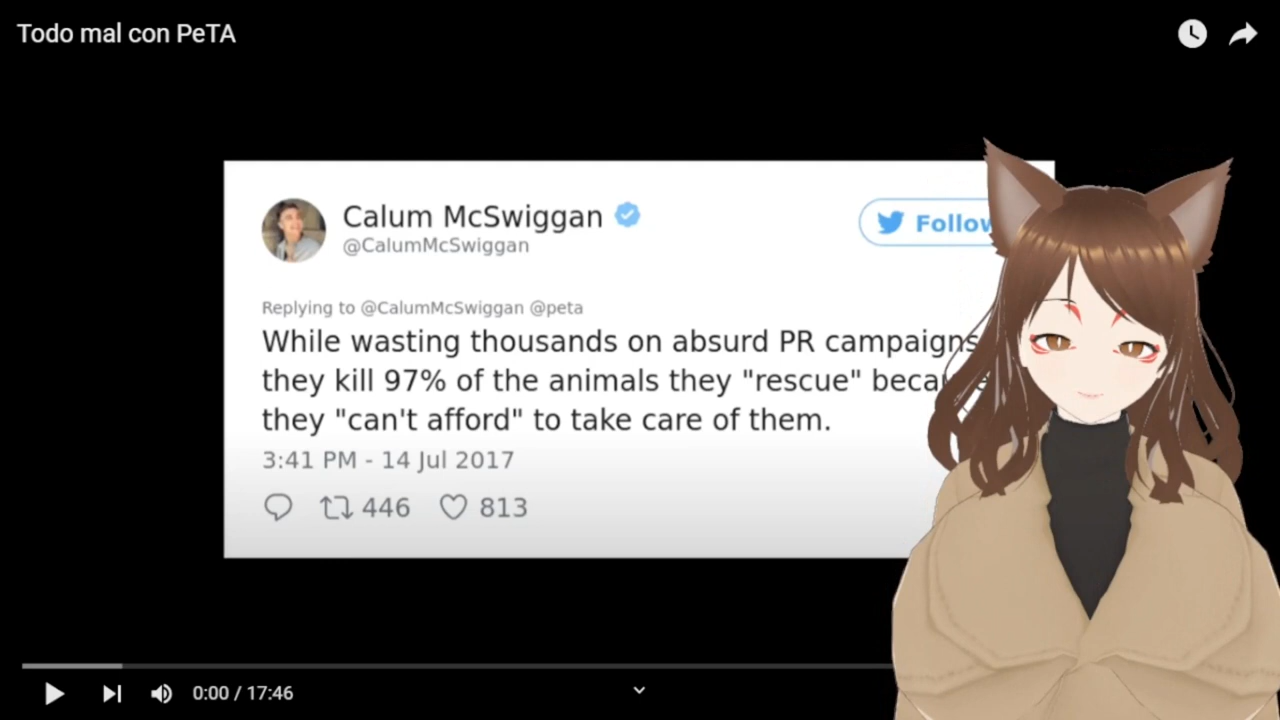 Todo mal con PeTA
Calum McSwiggan
@CalumMcSwiggan
Follow
Replying to @CalumMcSwiggan @peta
While wasting thousands on absurd PR campaigns
they kill 97% of the animals they "rescue"
they "can't afford" to take care of them.
3:41 PM - 14 Jul 2017
446 813
0:00 / 17:46